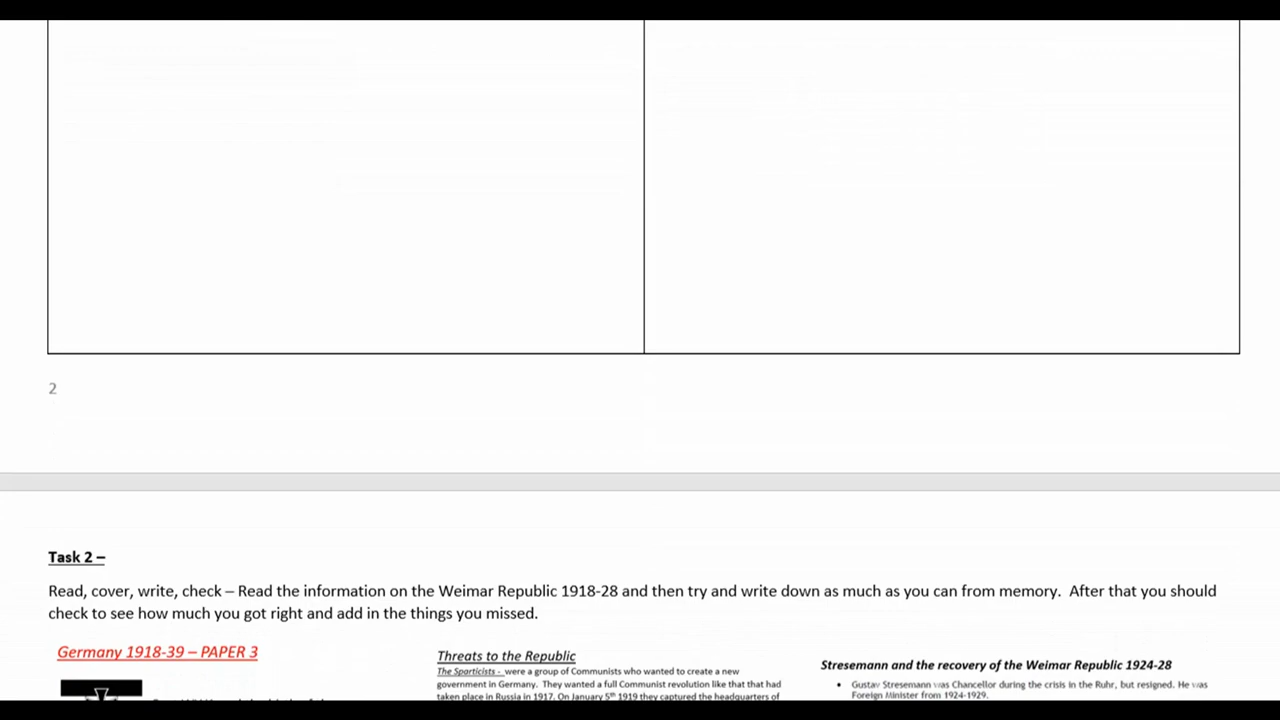 2
Task 2 –
Read, cover, write, check – Read the information on the Weimar Republic 1918-28 and then try and write down as much as you can from memory.  After that you should
check to see how much you got right and add in the things you missed.
Germany 1918-39 – PAPER 3
Threats to the Republic
The Sparticists - were a group of Communists who wanted to create a new
government in Germany.  They wanted a full Communist revolution like that that had
taken place in Russia in 1917. On January 5th 1919 they captured the headquarters of
Stresemann and the recovery of the Weimar Republic 1924-28
• Gustav Stresemann was Chancellor during the crisis in the Ruhr, but resigned. He was
Foreign Minister from 1924-1929.